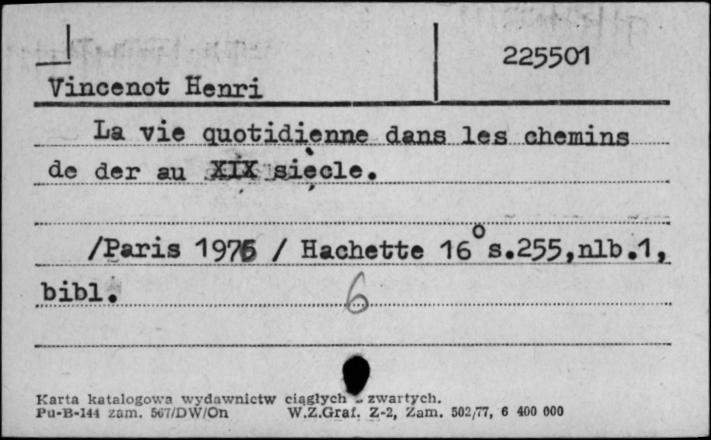 225501
Vincenot Henri
La vie quotidienne dans les chemins
de der au XIX siècle.
/Paris 1976 / Hachette 16° s.255,nlb.1,
bibl.
6
Karta katalogowa wydawnictw ciągłych - zwartych.
Pu-B-144 zam. 567/DW/On W.Z.Graf. Z-2, Zam. 502/77, 6 400 000